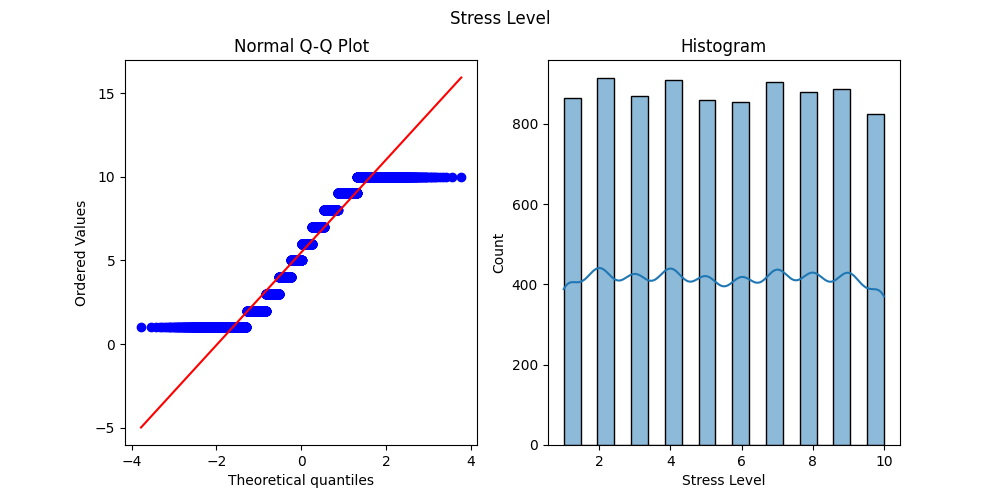 Stress Level
Normal Q-Q Plot
Ordered Values
15
10
5
0
−5
−4
−2
0
2
4
Theoretical quantiles
Histogram
Count
800
600
400
200
0
2
4
6
8
10
Stress Level